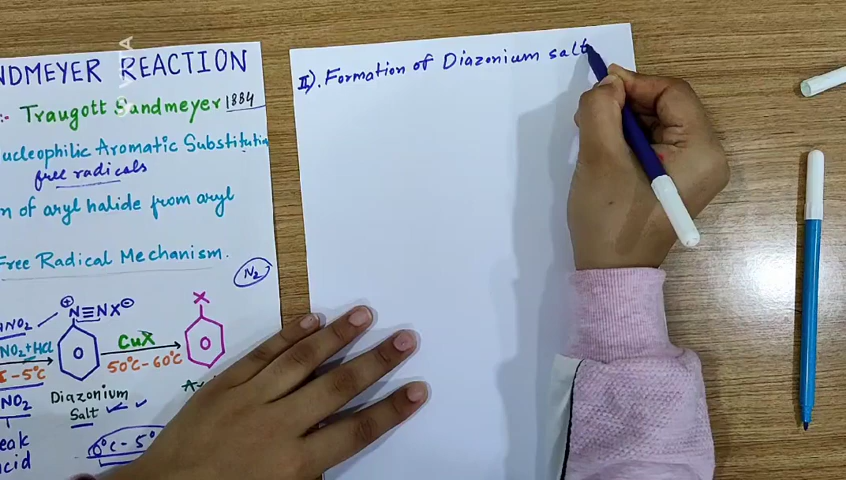 NDMEYER REACTION
:- Traugott Sandmeyer 1884
ucleophilic Aromatic Substitution
free radicals
n of aryl halide from aryl
Free Radical Mechanism.
N2
⊕
N≡NX⊖
X
NO2
NO2+HCl
CuX
-5°C
50°C-60°C
Diazonium
Salt
NO2
0°C-5°
eak
cid
II). Formation of Diazonium salt